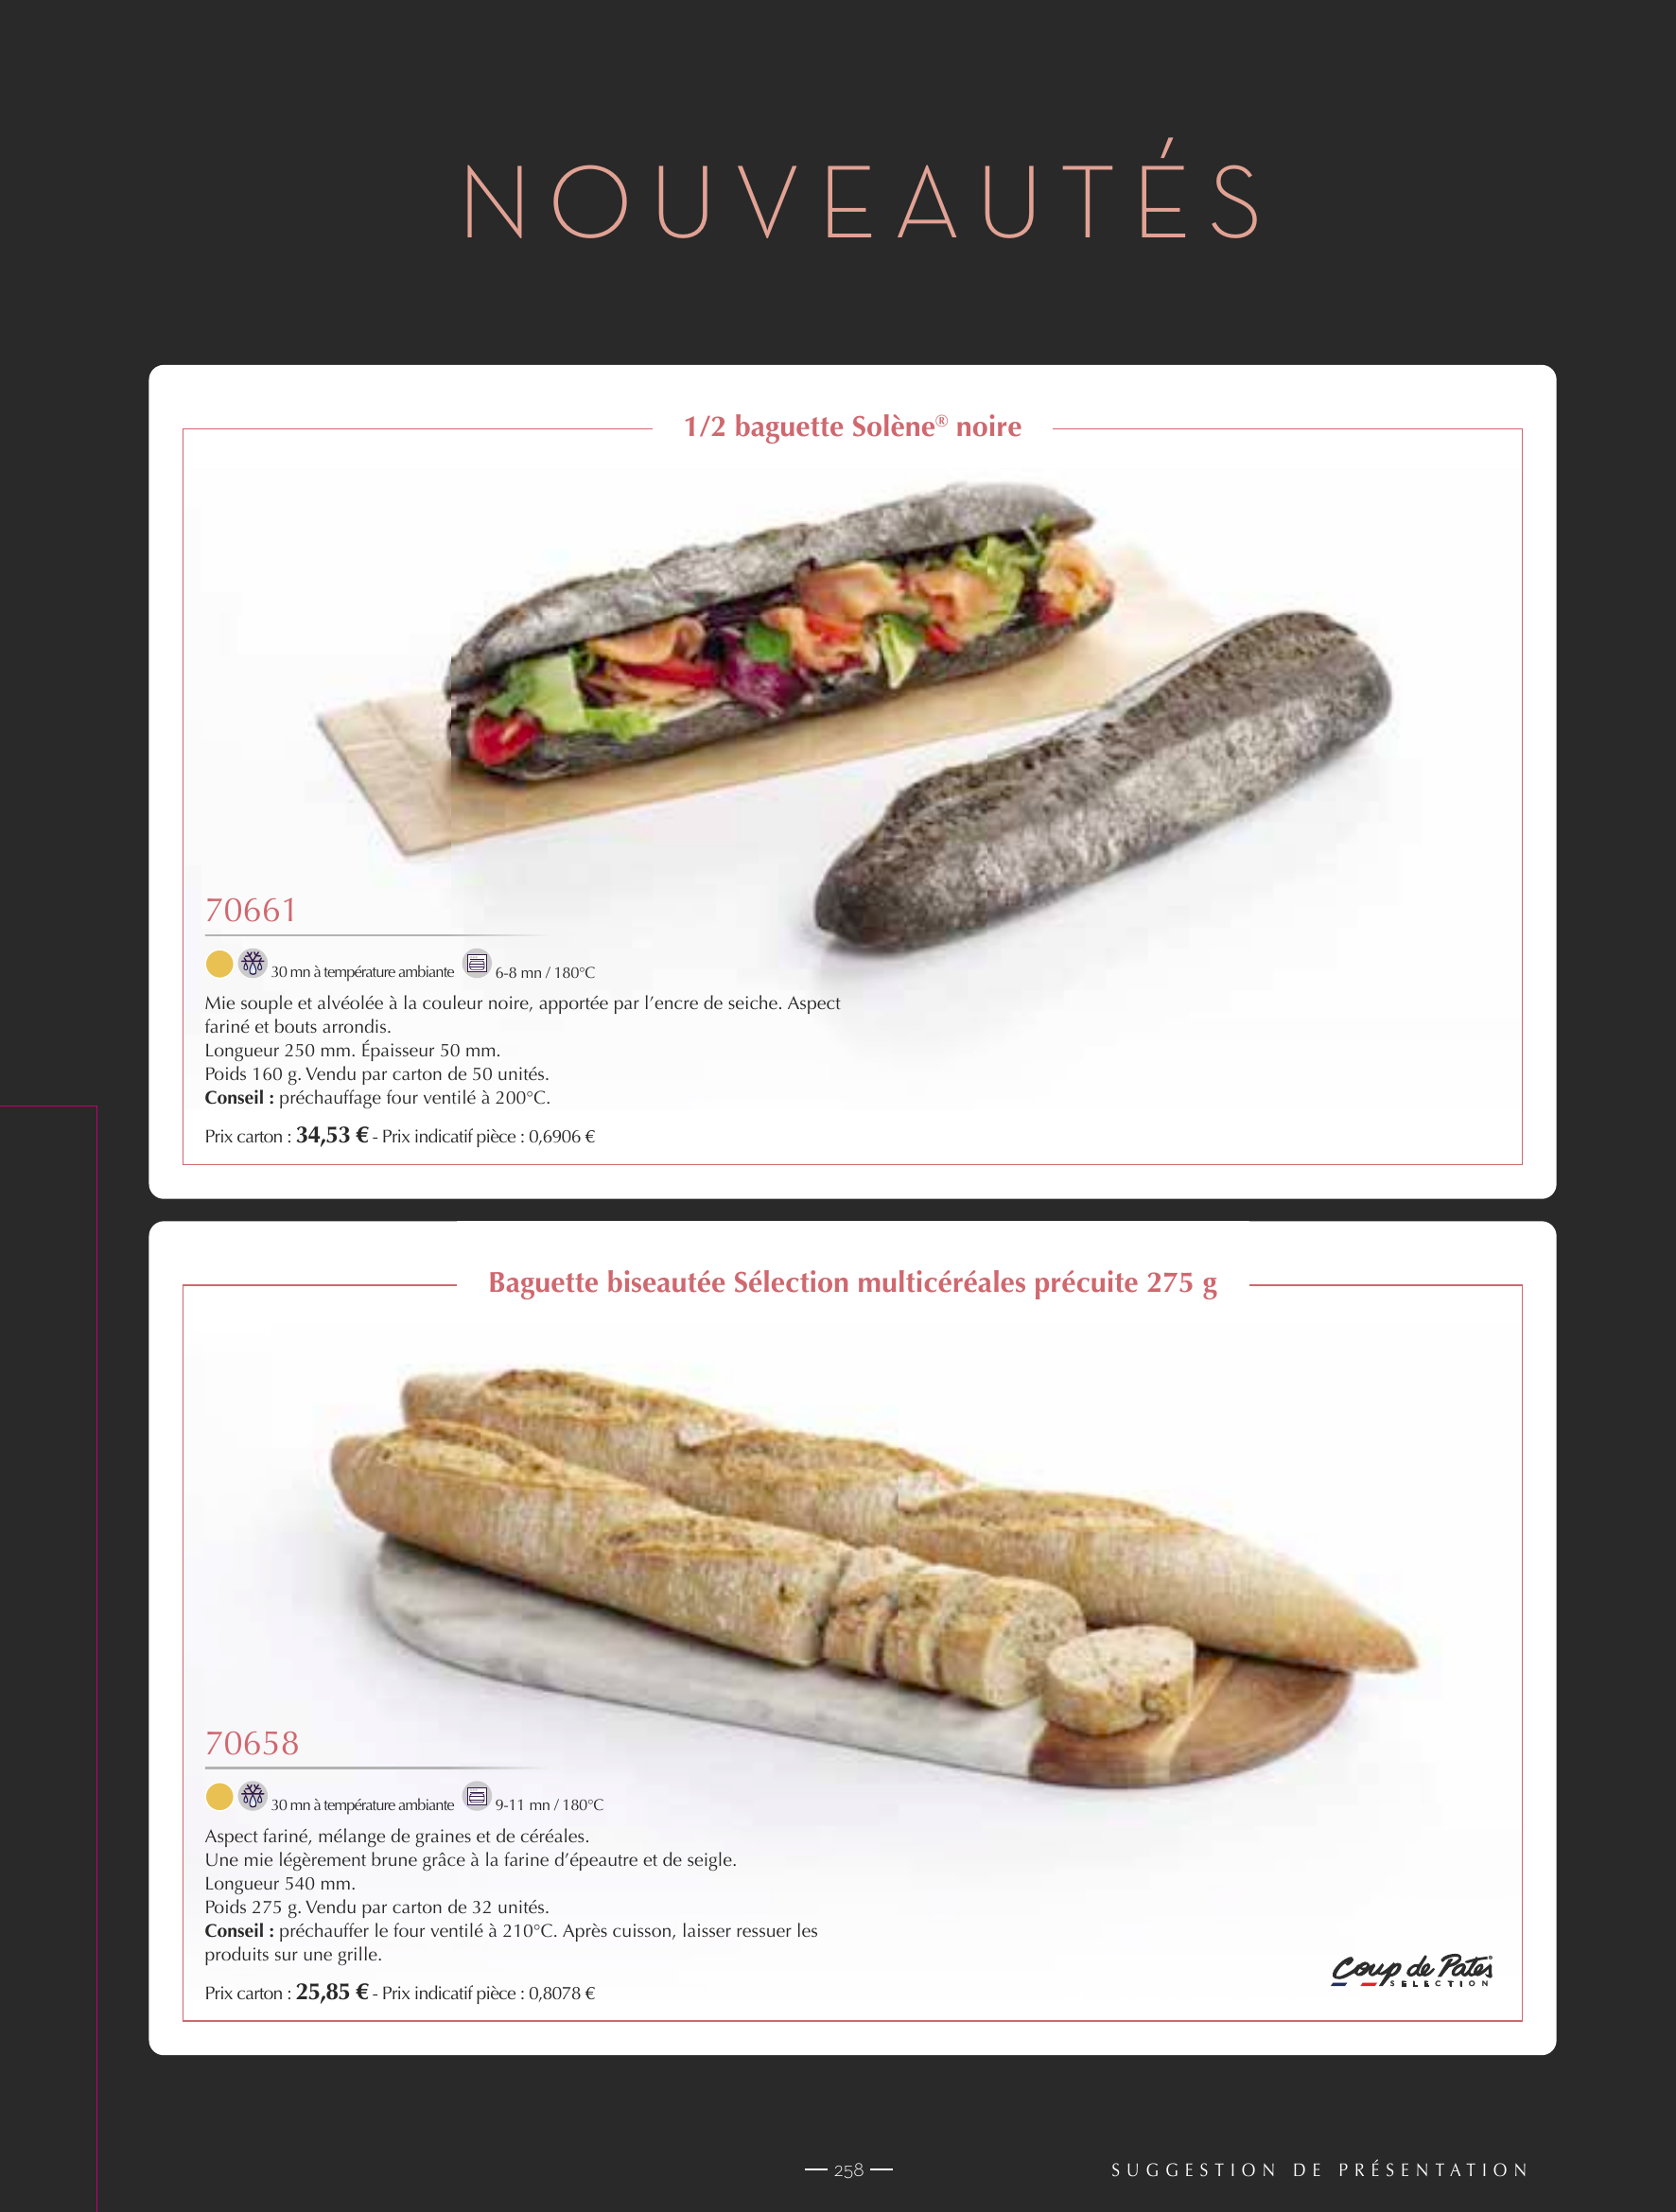 NOUVEAUTÉS
1/2 baguette Solène® noire
70661
30 mn à température ambiante 6-8 mn / 180°C
Mie souple et alvéolée à la couleur noire, apportée par l’encre de seiche. Aspect
fariné et bouts arrondis.
Longueur 250 mm. Épaisseur 50 mm.
Poids 160 g. Vendu par carton de 50 unités.
Conseil : préchauffage four ventilé à 200°C.
Prix carton : 34,53 € - Prix indicatif pièce : 0,6906 €
Baguette biseautée Sélection multicéréales précuite 275 g
70658
30 mn à température ambiante 9-11 mn / 180°C
Aspect fariné, mélange de graines et de céréales.
Une mie légèrement brune grâce à la farine d’épeautre et de seigle.
Longueur 540 mm.
Poids 275 g. Vendu par carton de 32 unités.
Conseil : préchauffer le four ventilé à 210°C. Après cuisson, laisser ressuer les
produits sur une grille.
Prix carton : 25,85 € - Prix indicatif pièce : 0,8078 €
Coup de Pates®
SELECTION
258
SUGGESTION DE PRÉSENTATION